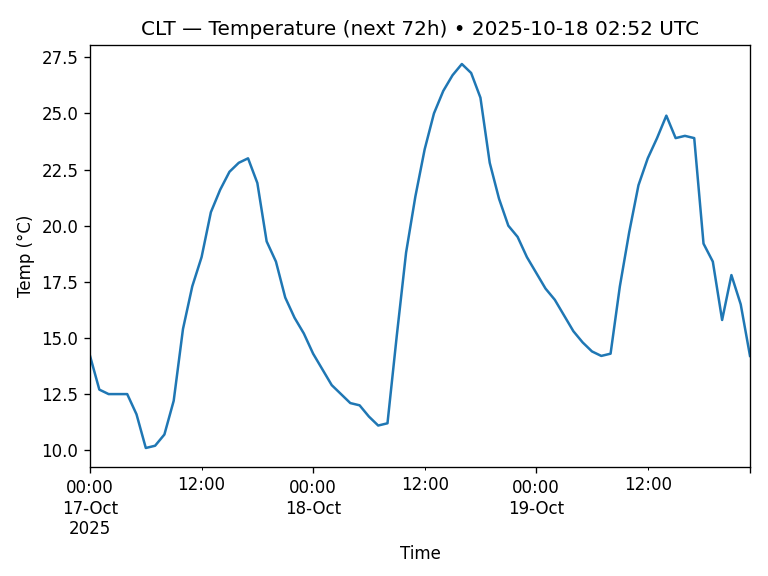 CLT — Temperature (next 72h) • 2025-10-18 02:52 UTC
27.5
25.0
22.5
20.0
17.5
15.0
12.5
10.0
Temp (°C)
00:00 12:00 00:00 12:00 00:00 12:00
17-Oct 18-Oct 19-Oct
2025
Time